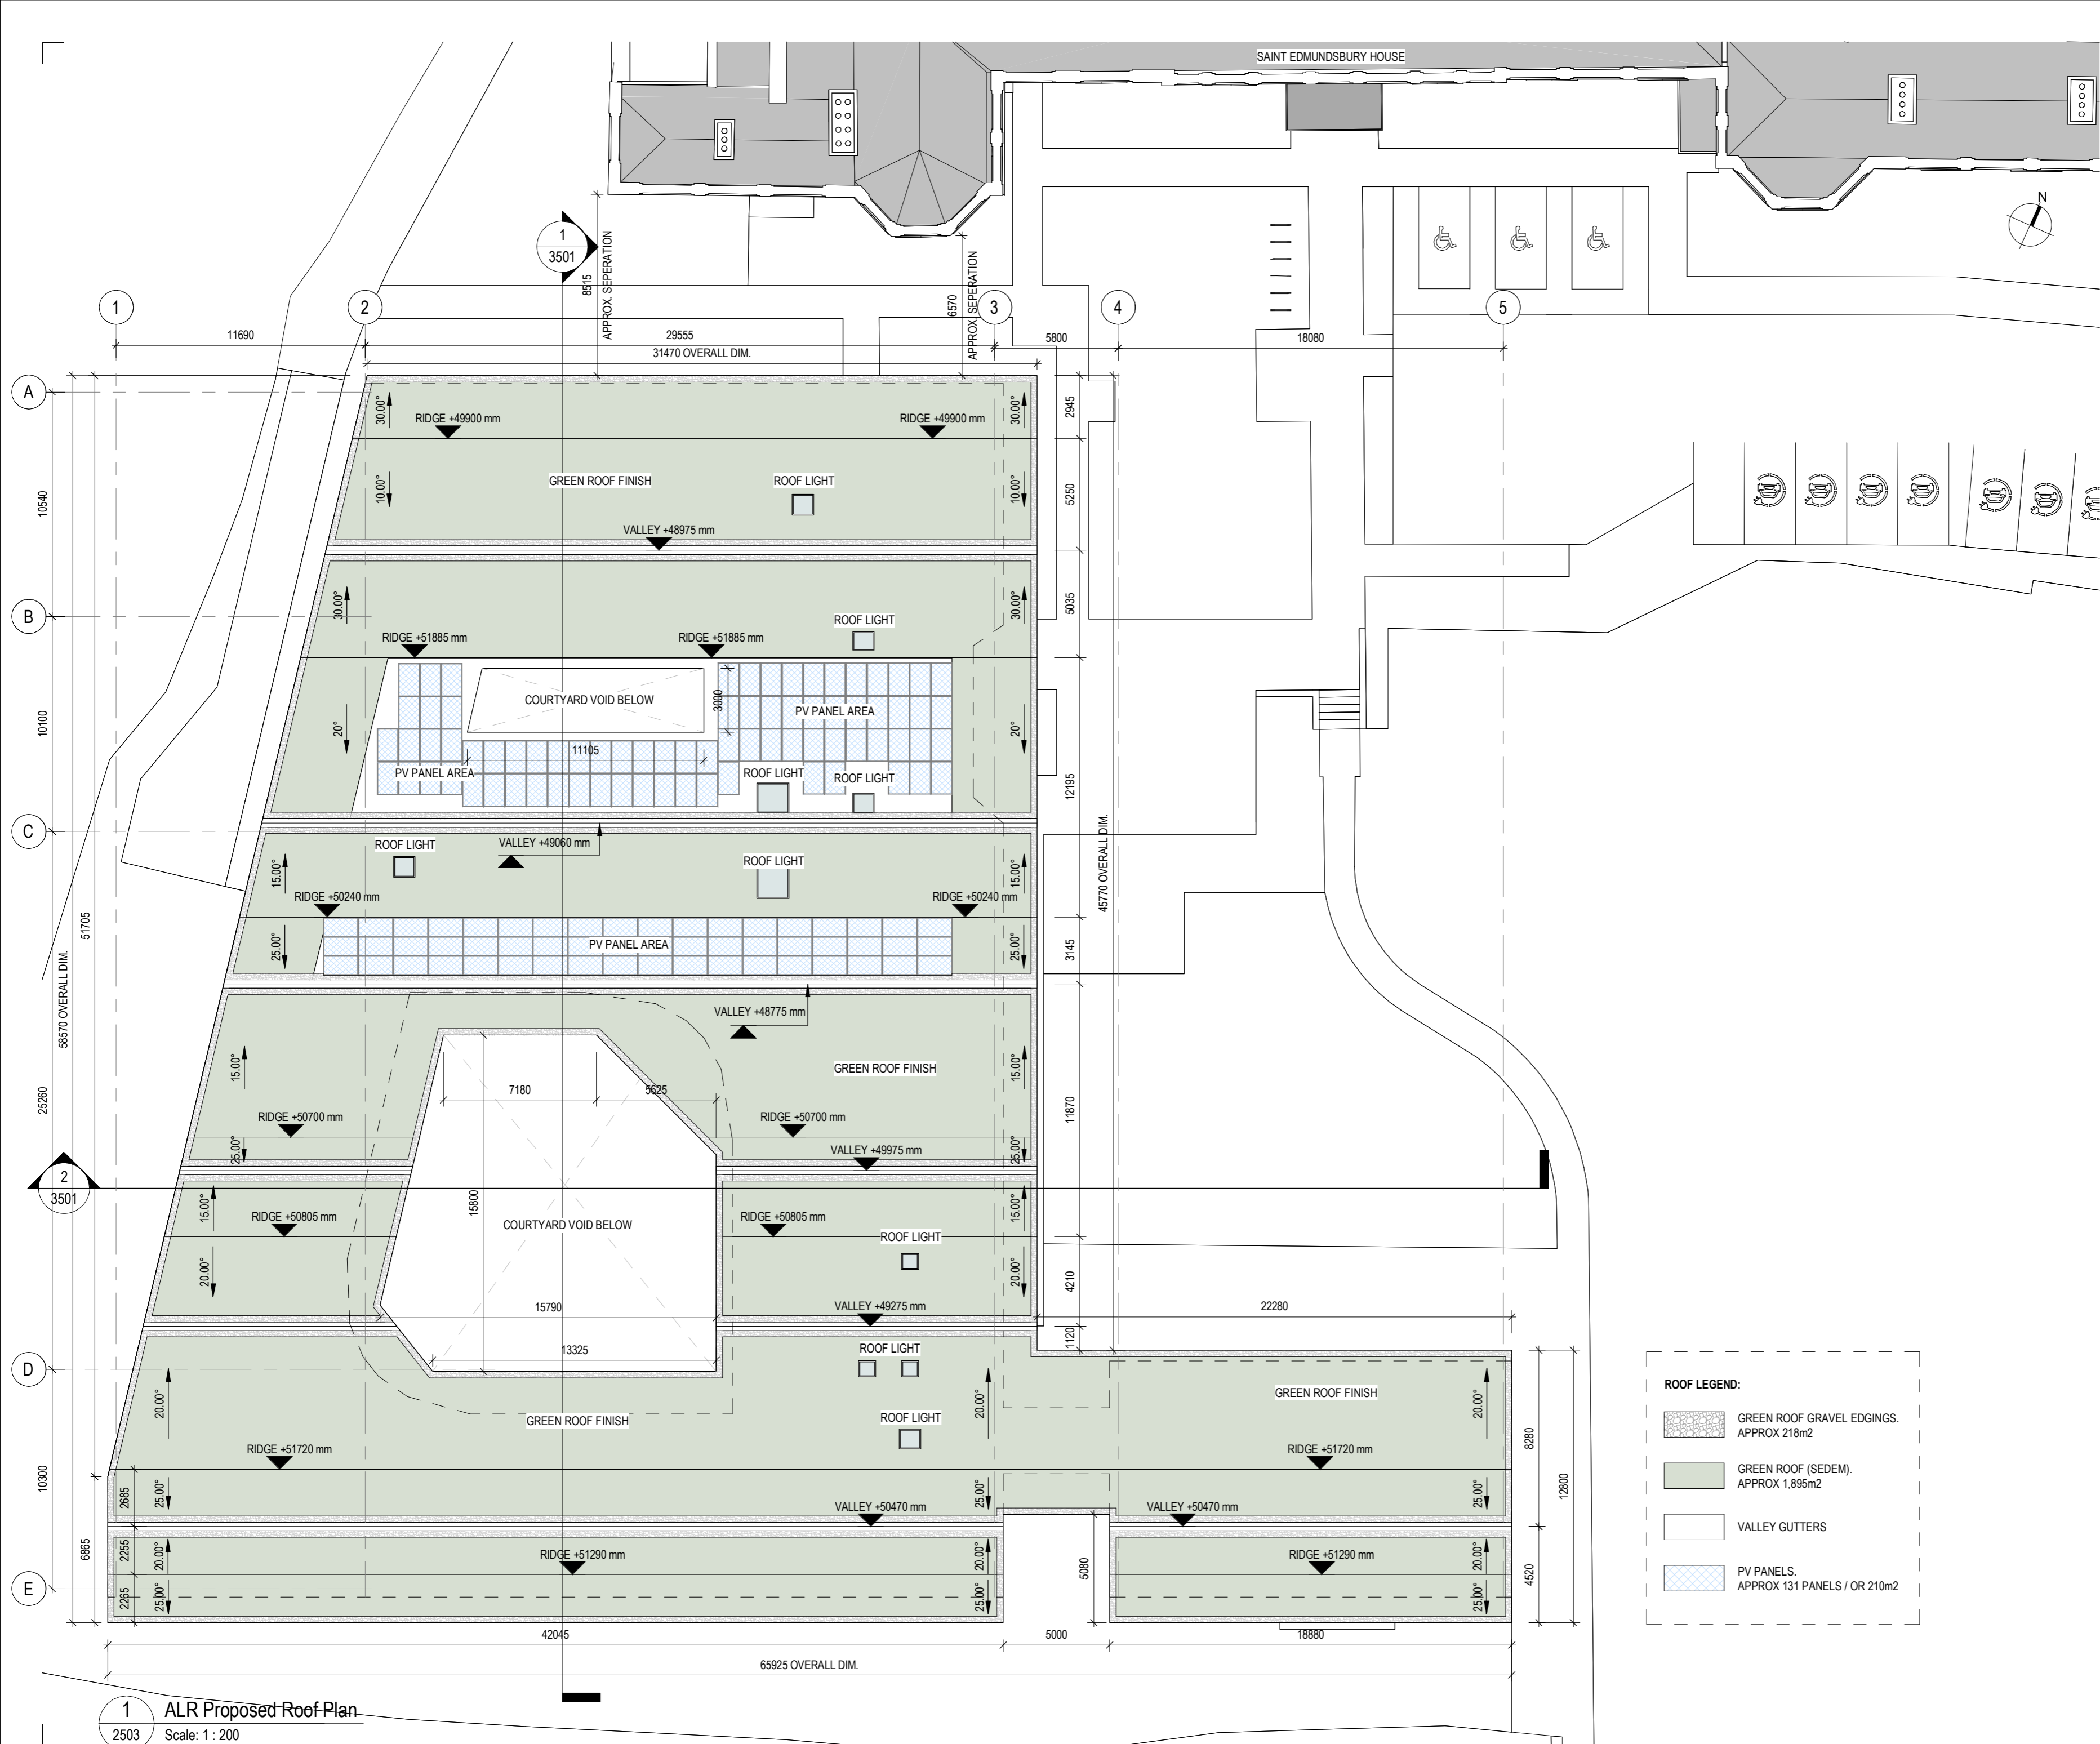 SAINT EDMUNDSBURY HOUSE
N
1
3501
8515
APPROX. SEPERATION
6570
APPROX. SEPERATION
1
2
3
4
5
11690
29555
5800
18080
31470 OVERALL DIM.
A
30.00°
RIDGE +49900 mm
RIDGE +49900 mm
30.00°
2945
10.00°
GREEN ROOF FINISH
ROOF LIGHT
10.00°
5250
10540
VALLEY +48975 mm
B
30.00°
ROOF LIGHT
30.00°
5035
RIDGE +51885 mm
RIDGE +51885 mm
COURTYARD VOID BELOW
3000
PV PANEL AREA
20°
20°
10100
11105
PV PANEL AREA
ROOF LIGHT
ROOF LIGHT
12195
C
ROOF LIGHT
VALLEY +49060 mm
ROOF LIGHT
15.00°
15.00°
45770 OVERALL DIM.
RIDGE +50240 mm
RIDGE +50240 mm
51705
25.00°
PV PANEL AREA
25.00°
3145
58570 OVERALL DIM.
VALLEY +48775 mm
15.00°
GREEN ROOF FINISH
15.00°
7180
5625
25260
11870
RIDGE +50700 mm
RIDGE +50700 mm
25.00°
VALLEY +49975 mm
25.00°
2
3501
15800
15.00°
RIDGE +50805 mm
RIDGE +50805 mm
15.00°
COURTYARD VOID BELOW
ROOF LIGHT
20.00°
20.00°
4210
15790
VALLEY +49275 mm
22280
1120
13325
ROOF LIGHT
D
20.00°
20.00°
GREEN ROOF FINISH
20.00°
GREEN ROOF FINISH
ROOF LIGHT
8280
RIDGE +51720 mm
RIDGE +51720 mm
10300
2685
25.00°
25.00°
25.00°
12800
VALLEY +50470 mm
VALLEY +50470 mm
6865
2255
20.00°
RIDGE +51290 mm
20.00°
5080
RIDGE +51290 mm
20.00°
4520
E
2265
25.00°
25.00°
25.00°
42045
5000
18880
65925 OVERALL DIM.
ROOF LEGEND:
GREEN ROOF GRAVEL EDGINGS.
APPROX 218m2
GREEN ROOF (SEDEM).
APPROX 1,895m2
VALLEY GUTTERS
PV PANELS.
APPROX 131 PANELS / OR 210m2
1
2503
ALR Proposed Roof Plan
Scale: 1 : 200